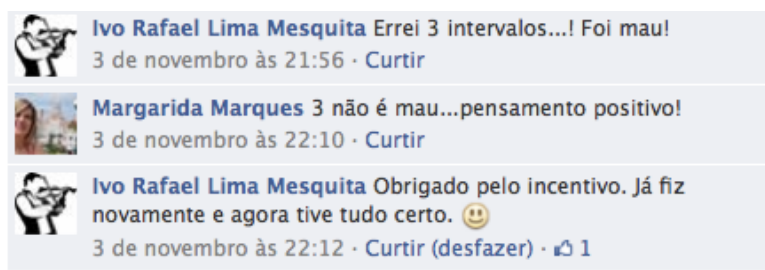 Ivo Rafael Lima Mesquita Errei 3 intervalos...! Foi mau!
3 de novembro às 21:56 · Curtir
Margarida Marques 3 não é mau...pensamento positivo!
3 de novembro às 22:10 · Curtir
Ivo Rafael Lima Mesquita Obrigado pelo incentivo. Já fiz
novamente e agora tive tudo certo.
3 de novembro às 22:12 · Curtir (desfazer) · 1